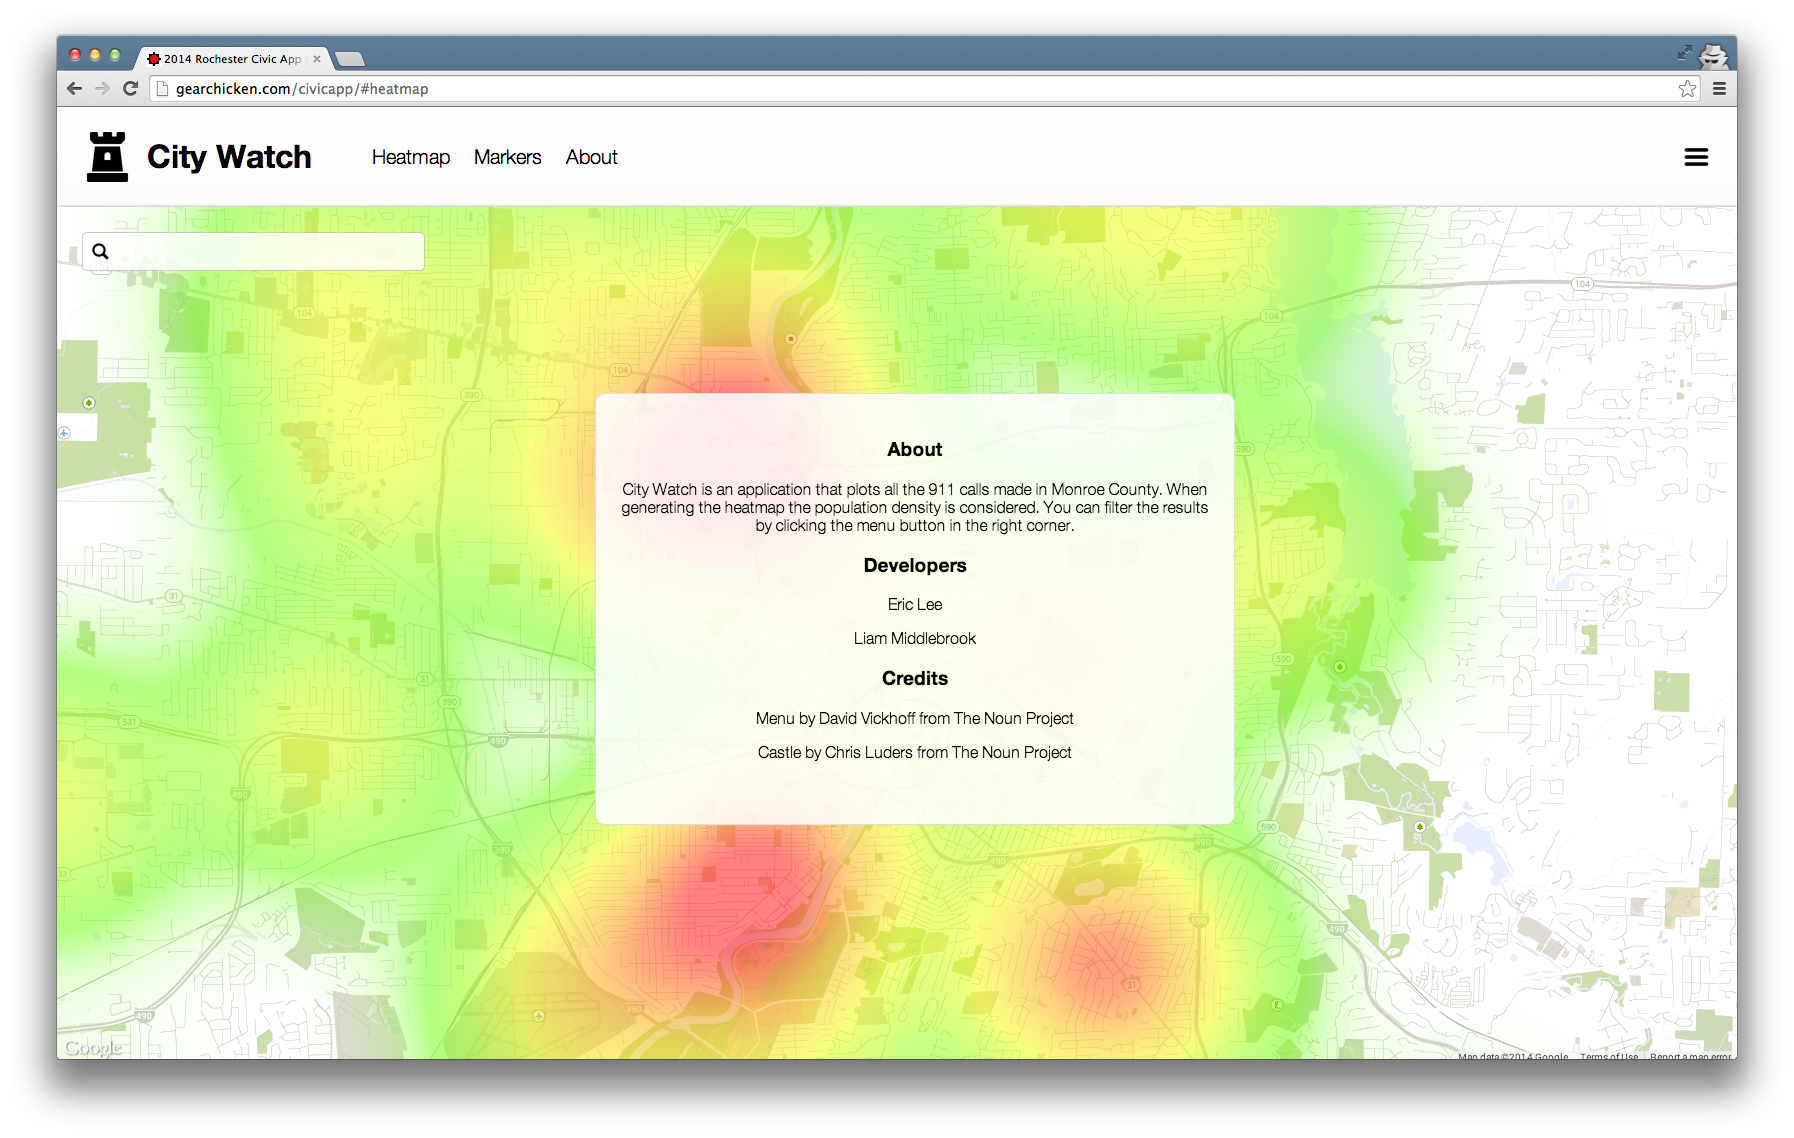 2014 Rochester Civic App
gearchicken.com/civicapp/#heatmap
City Watch
Heatmap Markers About
104
104
104
104
104
390
590
About
City Watch is an application that plots all the 911 calls made in Monroe County. When
generating the heatmap the population density is considered. You can filter the results
by clicking the menu button in the right corner.
31
Developers
Eric Lee
Liam Middlebrook
590
31
Credits
390
Menu by David Vickhoff from The Noun Project
531
490
Castle by Chris Luders from The Noun Project
490
590
390
490
490
33
590
490
31
390
490
Google
Map data ©2014 Google Terms of Use Report a map error